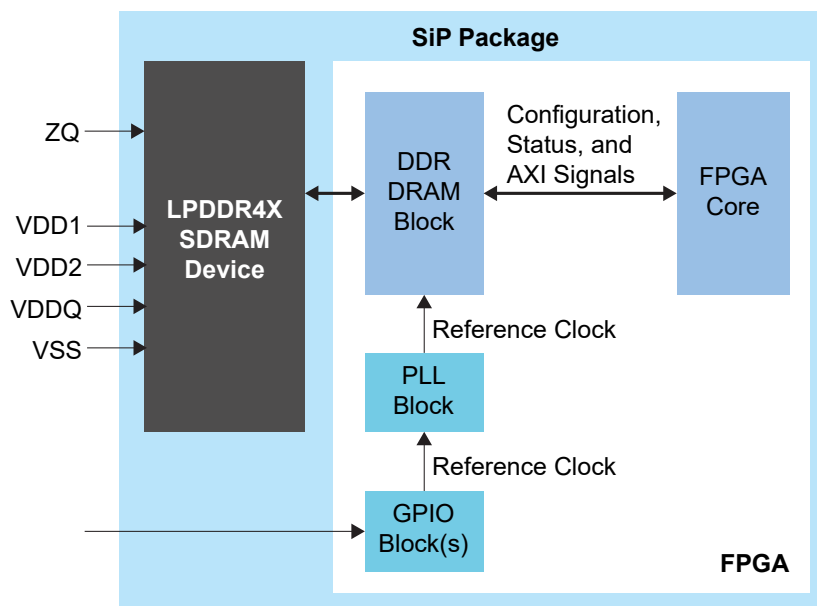 SiP Package
ZQ
VDD1
VDD2
VDDQ
VSS
LPDDR4X
SDRAM
Device
DDR
DRAM
Block
Configuration,
Status, and
AXI Signals
FPGA
Core
Reference Clock
PLL
Block
Reference Clock
GPIO
Block(s)
FPGA